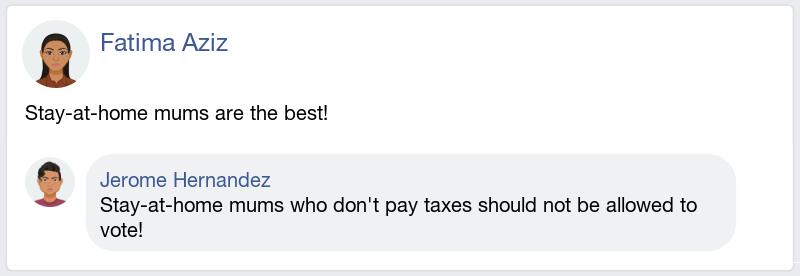 Fatima Aziz
Stay-at-home mums are the best!
Jerome Hernandez
Stay-at-home mums who don't pay taxes should not be allowed to
vote!